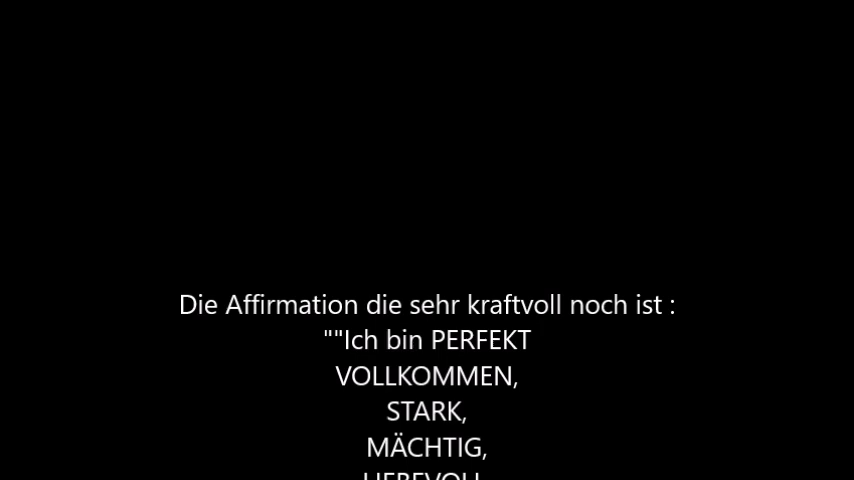 Die Affirmation die sehr kraftvoll noch ist :
""Ich bin PERFEKT
VOLLKOMMEN,
STARK,
MÄCHTIG,